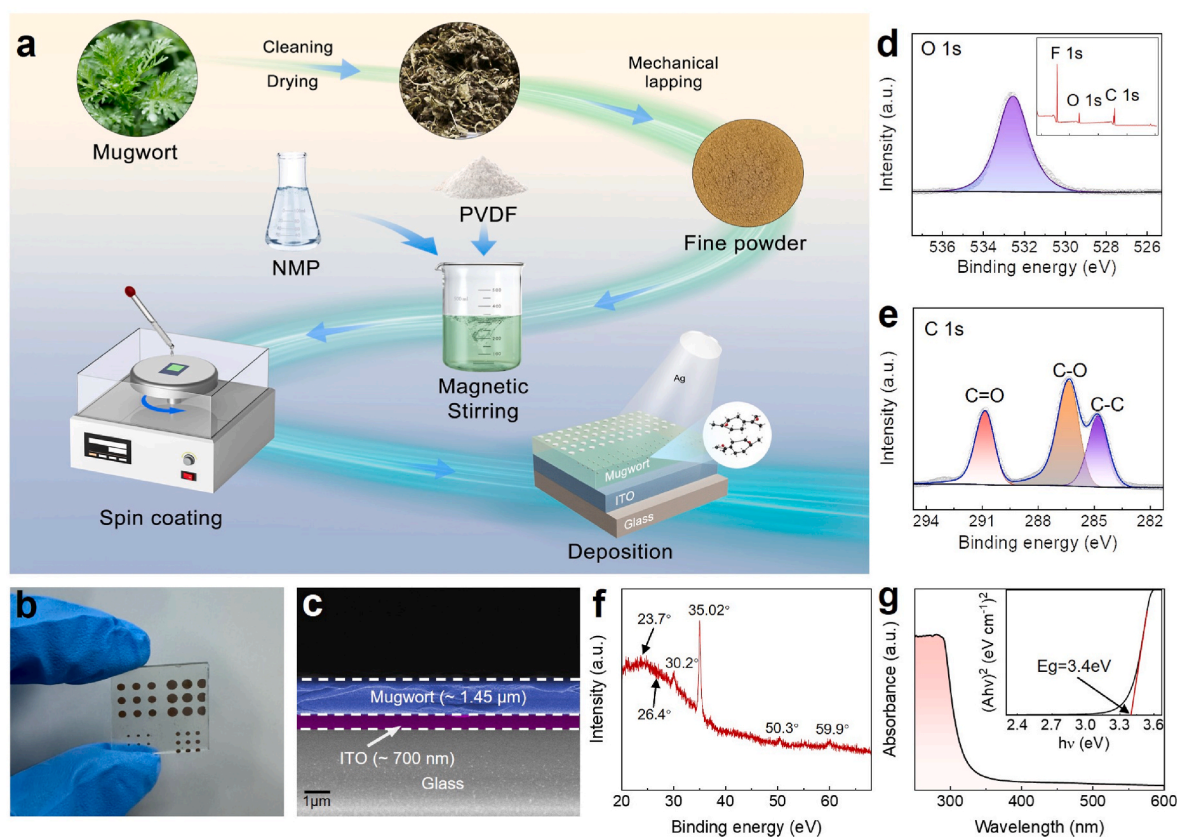 a
Cleaning
Drying
Mugwort
Mechanical
lapping
NMP
PVDF
Fine powder
Magnetic
Stirring
Spin coating
Ag
Mugwort
ITO
Glass
Deposition
b
c
Mugwort (~ 1.45 µm)
ITO (~ 700 nm)
Glass
1µm
d
O 1s
F 1s
O 1s
C 1s
Intensity (a.u.)
536 534 532 530 528 526
Binding energy (eV)
e
C 1s
C=O
C-O
C-C
Intensity (a.u.)
294 291 288 285 282
Binding energy (eV)
f
23.7°
35.02°
30.2°
26.4°
50.3°
59.9°
Intensity (a.u.)
20 30 40 50 60
Binding energy (eV)
g
Absorbance (a.u.)
(Ahν)² (eV cm⁻¹)²
Eg=3.4eV
2.4 2.7 3.0 3.3 3.6
hν (eV)
300 400 500 600
Wavelength (nm)